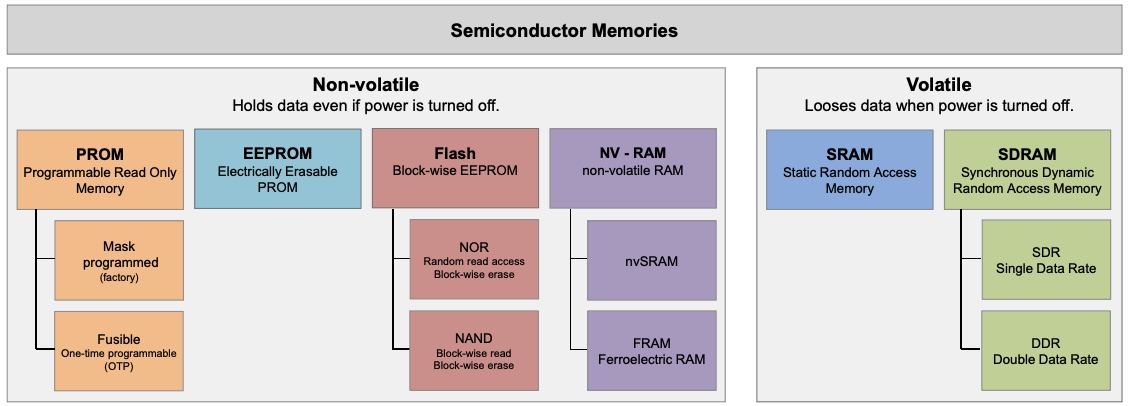 Semiconductor Memories
Non-volatile
Holds data even if power is turned off.
PROM
Programmable Read Only
Memory
Mask
programmed
(factory)
Fusible
One-time programmable
(OTP)
EEPROM
Electrically Erasable
PROM
Flash
Block-wise EEPROM
NOR
Random read access
Block-wise erase
NAND
Block-wise read
Block-wise erase
NV - RAM
non-volatile RAM
nvSRAM
FRAM
Ferroelectric RAM
Volatile
Looses data when power is turned off.
SRAM
Static Random Access
Memory
SDRAM
Synchronous Dynamic
Random Access Memory
SDR
Single Data Rate
DDR
Double Data Rate